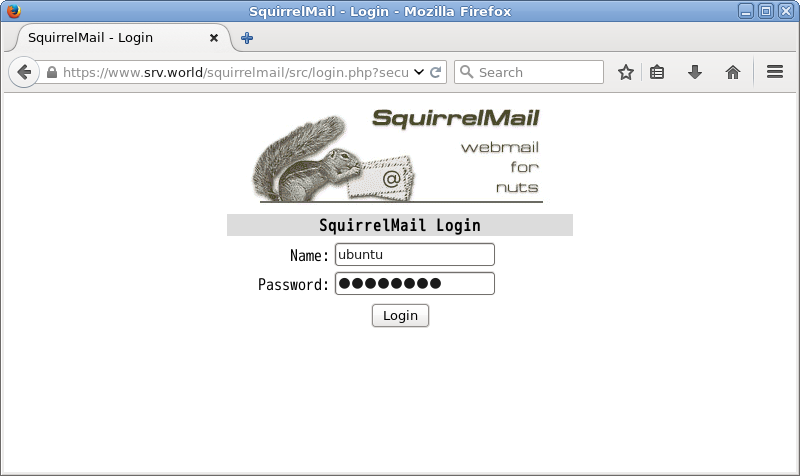 SquirrelMail - Login - Mozilla Firefox
SquirrelMail - Login
https://www.srv.world/squirrelmail/src/login.php?secu
Search
SquirrelMail
@
webmail
for
nuts
SquirrelMail Login
Name: ubuntu
Password: ●●●●●●●●
Login